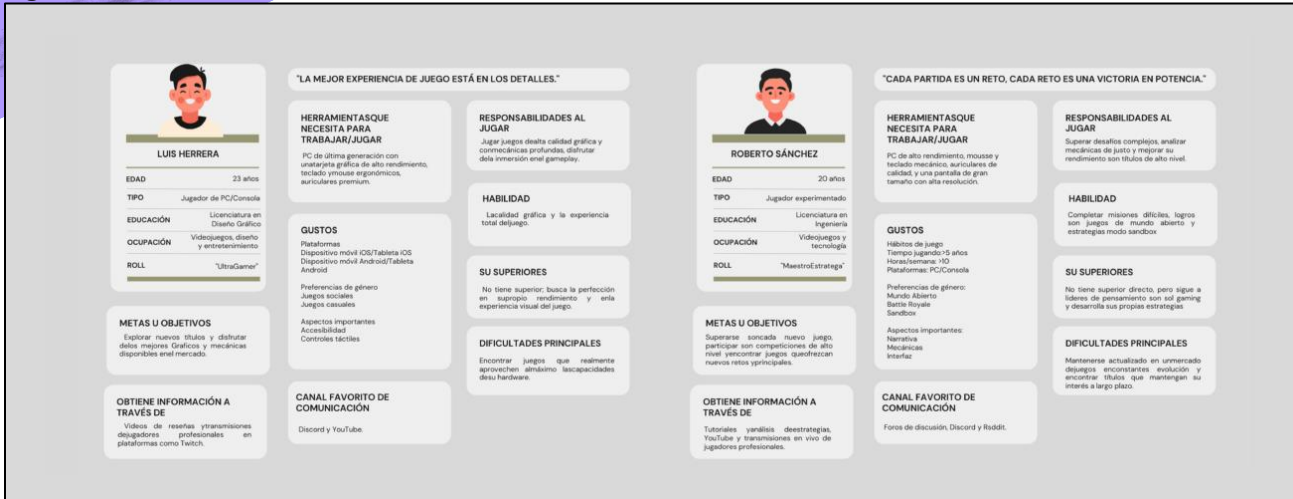 "LA MEJOR EXPERIENCIA DE JUEGO ESTÁ EN LOS DETALLES."
LUIS HERRERA
EDAD 23 años
TIPO Jugador de PC/Consola
EDUCACIÓN Licenciatura en
Diseño Gráfico
OCUPACIÓN Videojuegos, diseño
y entretenimiento
ROLL "UltraGamer"
METAS U OBJETIVOS
Explorar nuevos títulos y disfrutar
delos mejores Graficos y mecánicas
disponibles enel mercado.
OBTIENE INFORMACIÓN A
TRAVÉS DE
Videos de reseñas ytransmisiones
dejugadores profesionales en
plataformas como Twitch.
HERRAMIENTASQUE
NECESITA PARA
TRABAJAR/JUGAR
PC de última generación con
unatarjeta gráfica de alto rendimiento,
teclado ymouse ergonómicos,
auriculares premium.
GUSTOS
Plataformas
Dispositivo móvil iOS/Tableta iOS
Dispositivo móvil Android/Tableta
Android
Preferencias de género
Juegos sociales
Juegos casuales
Aspectos importantes
Accesibilidad
Controles táctiles
CANAL FAVORITO DE
COMUNICACIÓN
Discord y YouTube.
RESPONSABILIDADES AL
JUGAR
Jugar juegos dealta calidad gráfica y
conmecánicas profundas, disfrutar
dela inmersión enel gameplay.
HABILIDAD
Lacalidad gráfica y la experiencia
total deljuego.
SU SUPERIORES
No tiene superior; busca la perfección
en supropio rendimiento y enla
experiencia visual del juego.
DIFICULTADES PRINCIPALES
Encontrar juegos que realmente
aprovechen almáximo lascapacidades
desu hardware.
"CADA PARTIDA ES UN RETO, CADA RETO ES UNA VICTORIA EN POTENCIA."
ROBERTO SÁNCHEZ
EDAD 20 años
TIPO Jugador experimentado
EDUCACIÓN Licenciatura en
Ingeniería
OCUPACIÓN Videojuegos y
tecnología
ROLL "MaestroEstratega"
METAS U OBJETIVOS
Superarse soncada nuevo juego,
participar son competiciones de alto
nivel yencontrar juegos queofrezcan
nuevos retos yprincipales.
OBTIENE INFORMACIÓN A
TRAVÉS DE
Tutoriales yanálisis deestrategias,
YouTube y transmisiones en vivo de
jugadores profesionales.
HERRAMIENTASQUE
NECESITA PARA
TRABAJAR/JUGAR
PC de alto rendimiento, mousse y
teclado mecánico, auriculares de
calidad, y una pantalla de gran
tamaño con alta resolución.
GUSTOS
Hábitos de juego
Tiempo jugando:>5 años
Horas/semana: >10
Plataformas: PC/Consola
Preferencias de género:
Mundo Abierto
Battle Royale
Sandbox
Aspectos importantes:
Narrativa
Mecánicas
Interfaz
CANAL FAVORITO DE
COMUNICACIÓN
Foros de discusión, Discord y Rsddit.
RESPONSABILIDADES AL
JUGAR
Superar desafíos complejos, analizar
mecánicas de justo y mejorar su
rendimiento son títulos de alto nivel.
HABILIDAD
Completar misiones difíciles, logros
son juegos de mundo abierto y
estrategias modo sandbox
SU SUPERIORES
No tiene superior directo, pero sigue a
lideres de pensamiento son sol gaming
y desarrolla sus propias estrategias
DIFICULTADES PRINCIPALES
Mantenerse actualizado en unmercado
dejuegos enconstantes evolución y
encontrar títulos que mantengan su
interés a largo plazo.